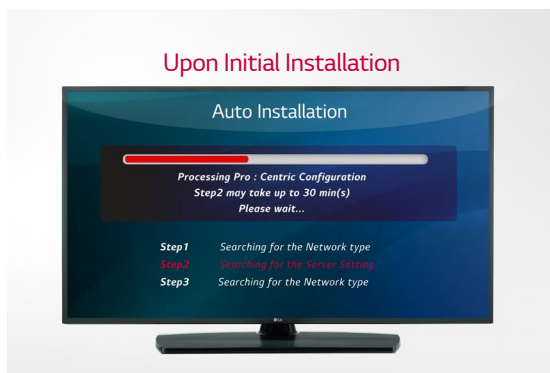 Upon Initial Installation
Auto Installation
Processing Pro : Centric Configuration
Step2 may take up to 30 min(s)
Please wait...
Step1 Searching for the Network type
Step2 Searching for the Server Setting
Step3 Searching for the Network type
LG